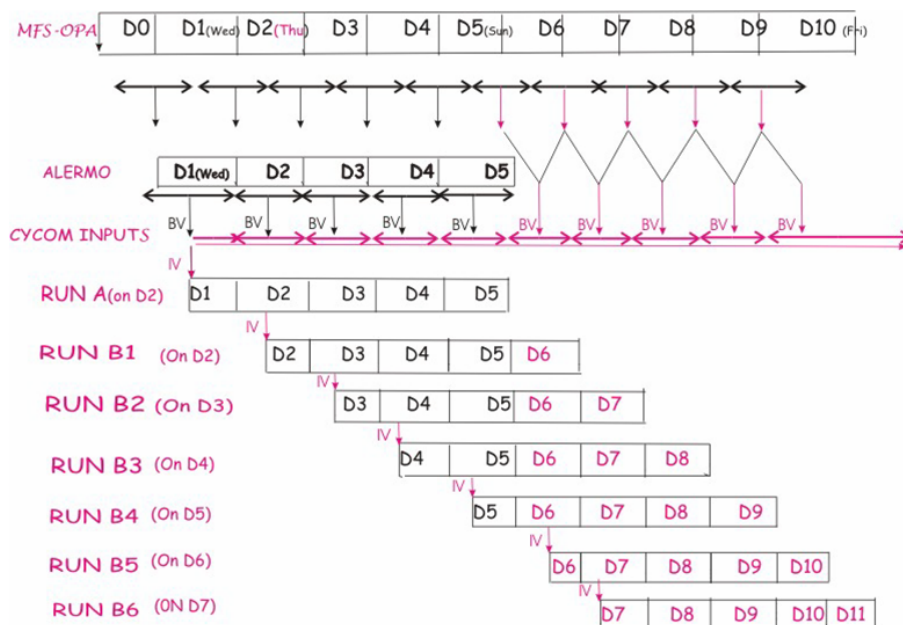 MFS-OPA D0 D1(Wed) D2(Thu) D3 D4 D5(Sun) D6 D7 D8 D9 D10 (Fri)
ALERMO D1(Wed) D2 D3 D4 D5
BV BV BV BV BV BV BV BV BV BV
CYCOM INPUTS
IV
RUN A(on D2) D1 D2 D3 D4 D5
IV
RUN B1 (On D2) D2 D3 D4 D5 D6
IV
RUN B2 (On D3) D3 D4 D5 D6 D7
IV
RUN B3 (On D4) D4 D5 D6 D7 D8
IV
RUN B4 (On D5) D5 D6 D7 D8 D9
IV
RUN B5 (On D6) D6 D7 D8 D9 D10
IV
RUN B6 (0N D7) D7 D8 D9 D10 D11